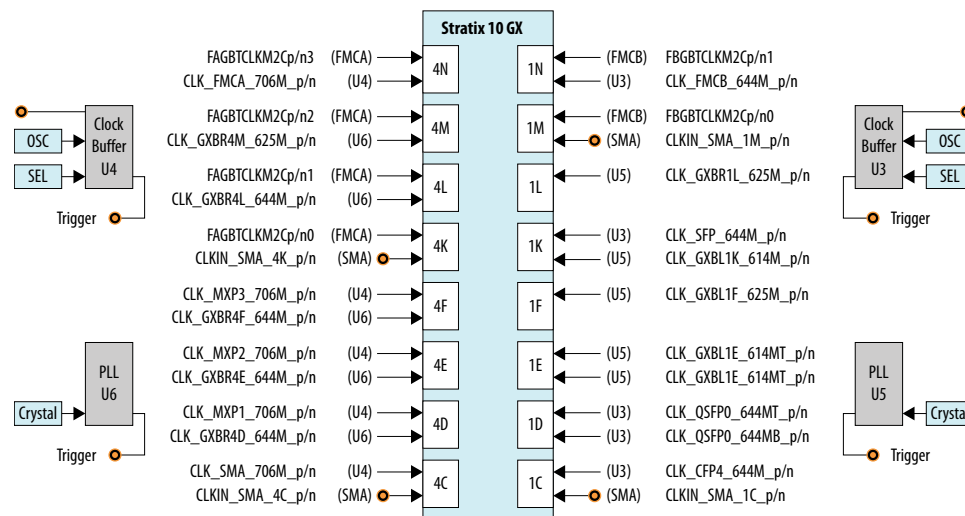 Stratix 10 GX
FAGBTCLKM2Cp/n3 (FMCA) 4N 1N (FMCB) FBGBTCLKM2Cp/n1
CLK_FMCA_706M_p/n (U4) (U3) CLK_FMCB_644M_p/n
FAGBTCLKM2Cp/n2 (FMCA) 4M 1M (FMCB) FBGBTCLKM2Cp/n0
CLK_GXBR4M_625M_p/n (U6) (SMA) CLKIN_SMA_1M_p/n
FAGBTCLKM2Cp/n1 (FMCA) 4L 1L (U5) CLK_GXBR1L_625M_p/n
CLK_GXBR4L_644M_p/n (U6)
FAGBTCLKM2Cp/n0 (FMCA) 4K 1K (U3) CLK_SFP_644M_p/n
CLKIN_SMA_4K_p/n (SMA) (U5) CLK_GXBL1K_614M_p/n
CLK_MXP3_706M_p/n (U4) 4F 1F (U5) CLK_GXBL1F_625M_p/n
CLK_GXBR4F_644M_p/n (U6)
CLK_MXP2_706M_p/n (U4) 4E 1E (U5) CLK_GXBL1E_614MT_p/n
CLK_GXBR4E_644M_p/n (U6) (U5) CLK_GXBL1E_614MT_p/n
CLK_MXP1_706M_p/n (U4) 4D 1D (U3) CLK_QSFP0_644MT_p/n
CLK_GXBR4D_644M_p/n (U6) (U3) CLK_QSFP0_644MB_p/n
CLK_SMA_706M_p/n (U4) 4C 1C (U3) CLK_CFP4_644M_p/n
CLKIN_SMA_4C_p/n (SMA) (SMA) CLKIN_SMA_1C_p/n
OSC
SEL
Clock
Buffer
U4
Trigger
Crystal
PLL
U6
Trigger
Clock
Buffer
U3
OSC
SEL
Trigger
PLL
U5
Crysta
Trigger